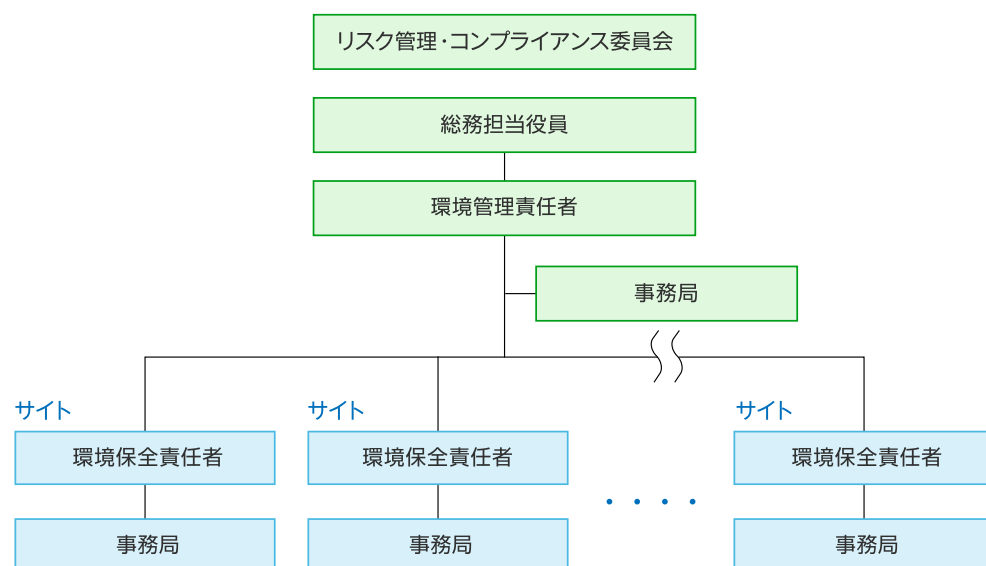 リスク管理・コンプライアンス委員会
総務担当役員
環境管理責任者
事務局
サイト
サイト
サイト
環境保全責任者
環境保全責任者
環境保全責任者
事務局
事務局
事務局